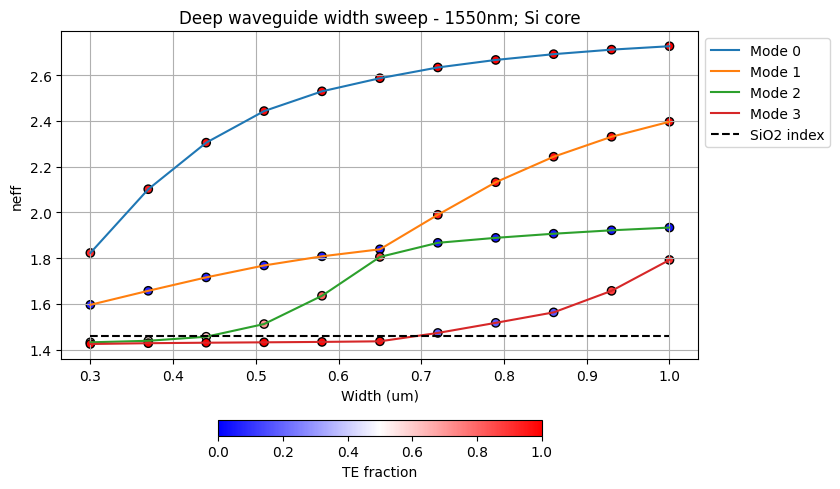 Deep waveguide width sweep - 1550nm; Si core
neff
2.6
2.4
2.2
2.0
1.8
1.6
1.4
0.3 0.4 0.5 0.6 0.7 0.8 0.9 1.0
Width (um)
Mode 0
Mode 1
Mode 2
Mode 3
SiO2 index
0.0 0.2 0.4 0.6 0.8 1.0
TE fraction